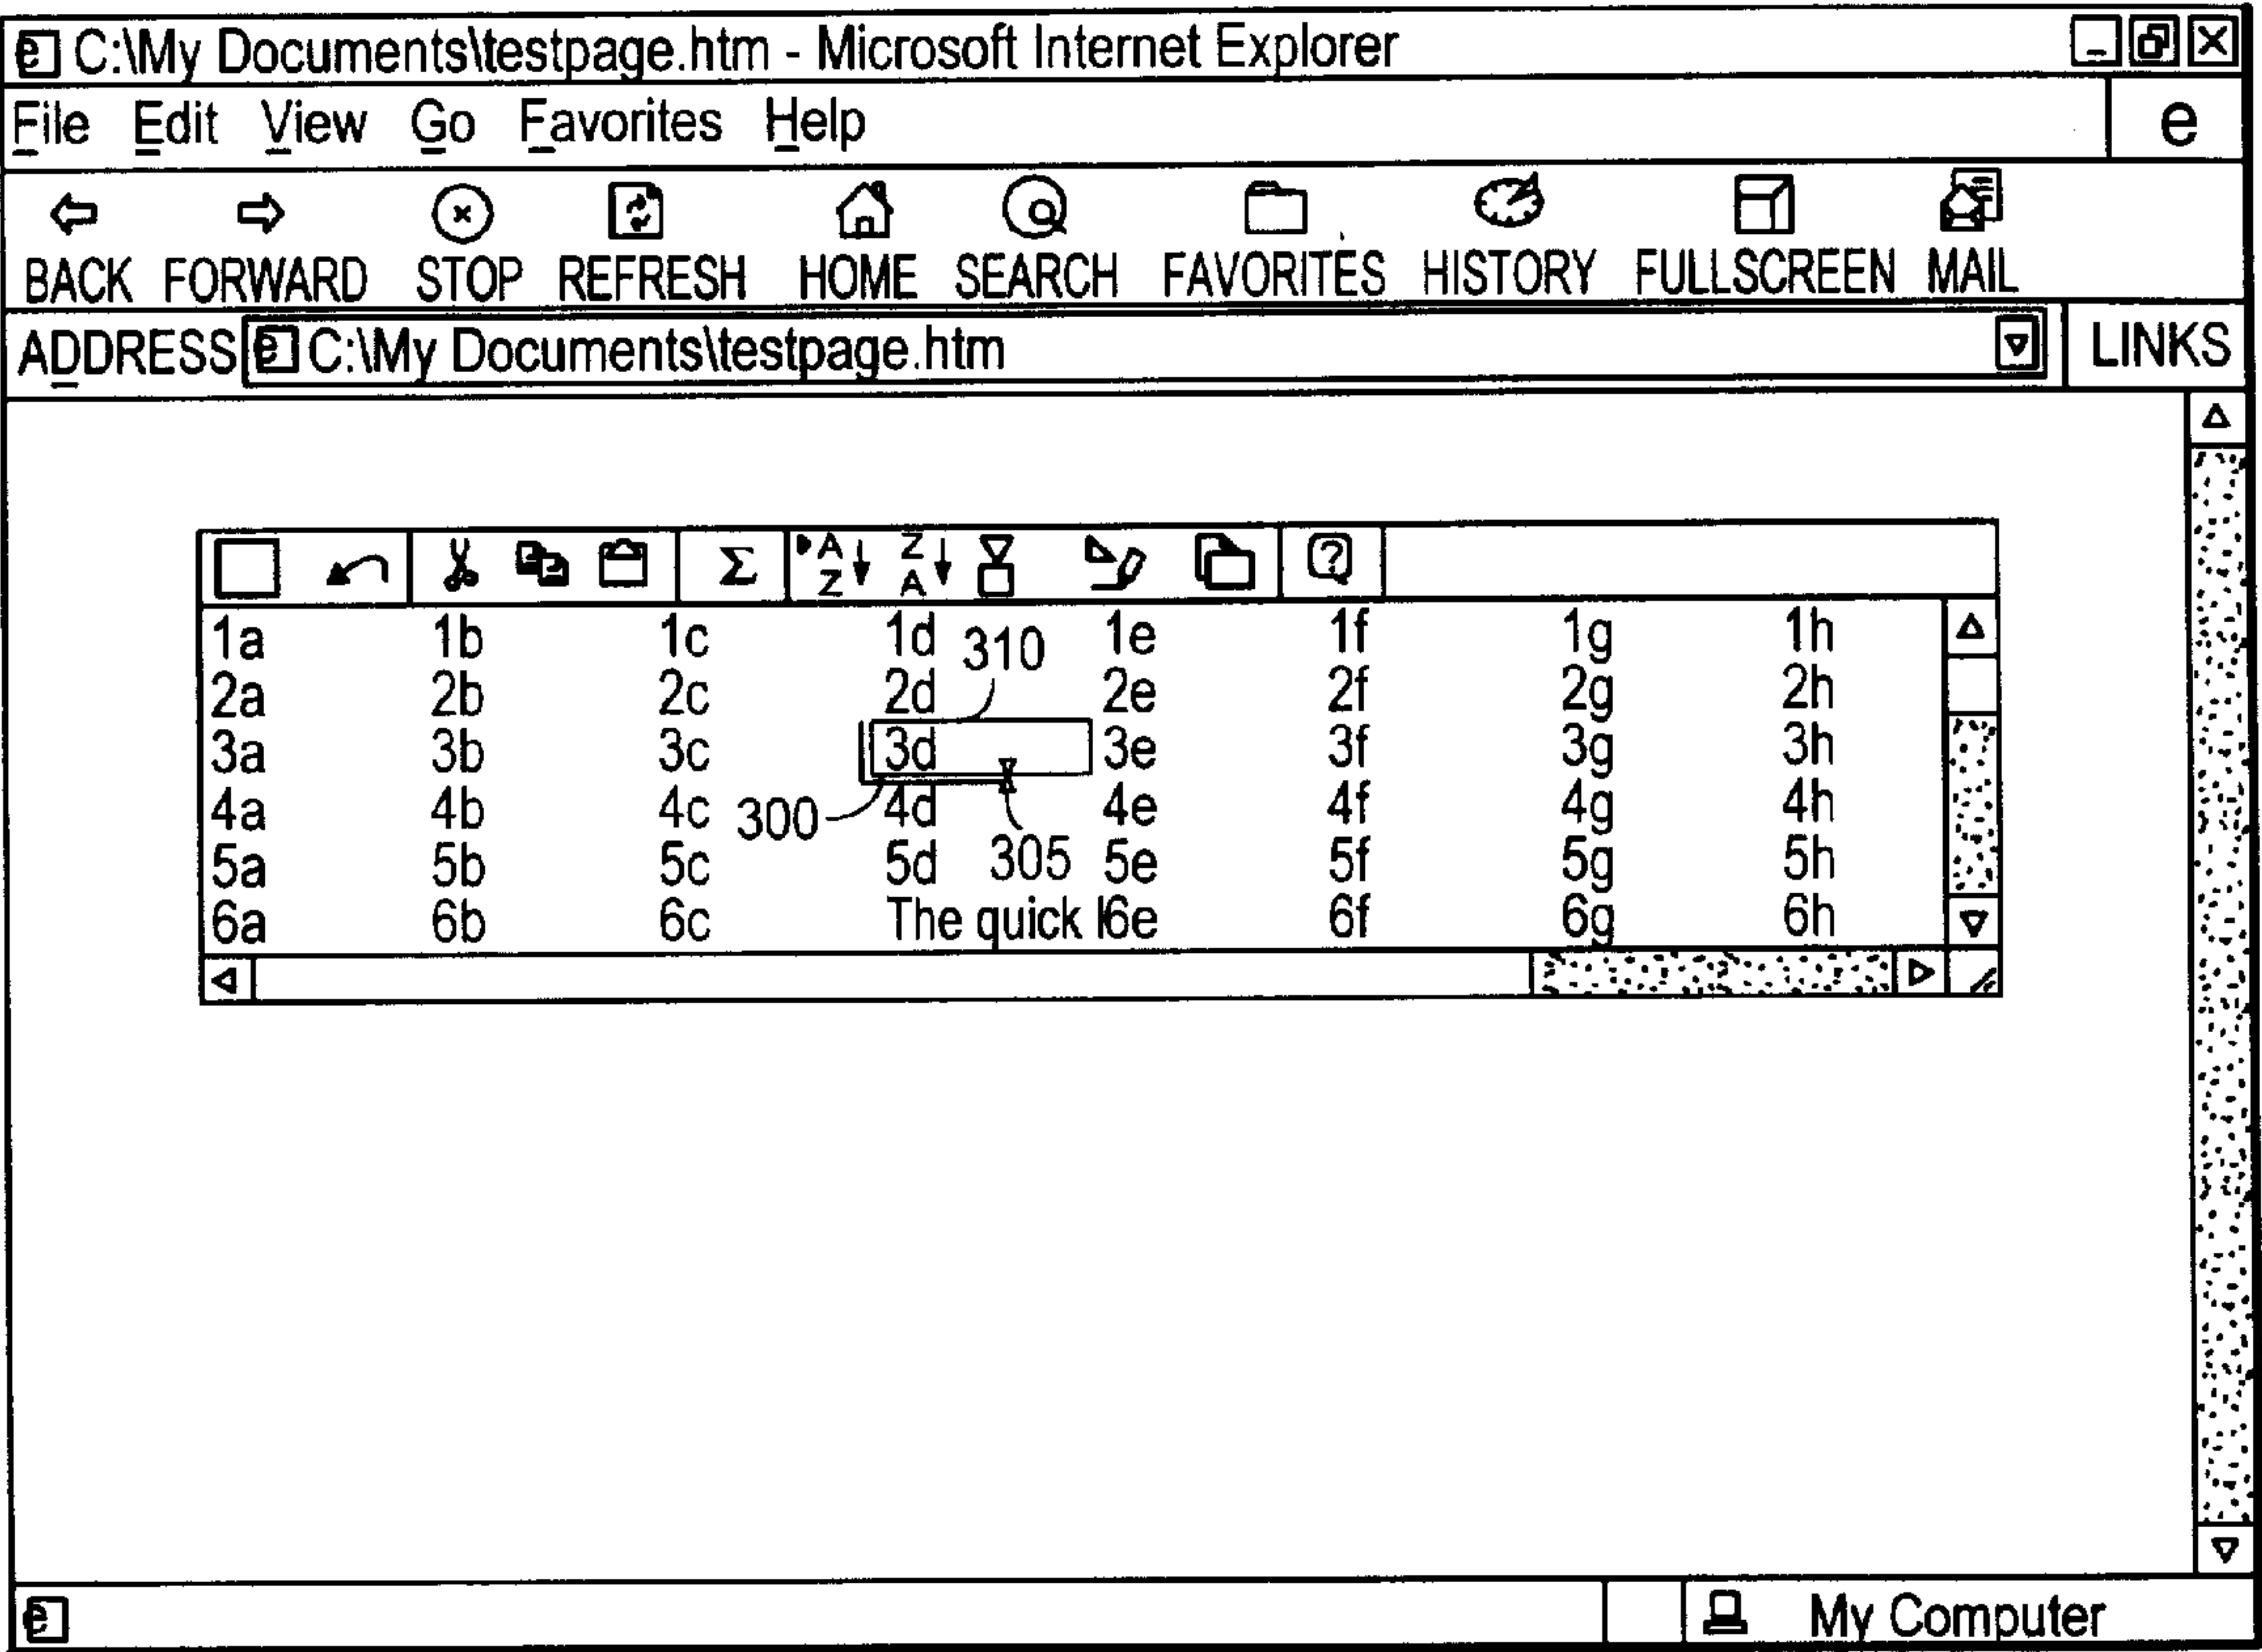 C:\My Documents\testpage.htm - Microsoft Internet Explorer
File Edit View Go Favorites Help e
BACK FORWARD STOP REFRESH HOME SEARCH FAVORITES HISTORY FULLSCREEN MAIL
ADDRESS C:\My Documents\testpage.htm LINKS
Σ A Z Z A ?
1a 1b 1c 1d 310 1e 1f 1g 1h
2a 2b 2c 2d 2e 2f 2g 2h
3a 3b 3c 3d 3e 3f 3g 3h
4a 4b 4c 300 4d 4e 4f 4g 4h
5a 5b 5c 5d 305 5e 5f 5g 5h
6a 6b 6c The quick 6e 6f 6g 6h
My Computer